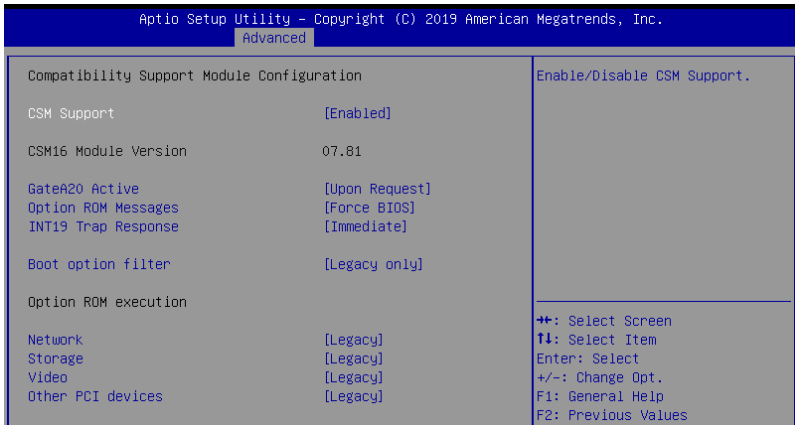 Aptio Setup Utility – Copyright (C) 2019 American Megatrends, Inc.
Advanced
Compatibility Support Module Configuration
CSM Support [Enabled]
CSM16 Module Version 07.81
GateA20 Active [Upon Request]
Option ROM Messages [Force BIOS]
INT19 Trap Response [Immediate]
Boot option filter [Legacy only]
Option ROM execution
Network [Legacy]
Storage [Legacy]
Video [Legacy]
Other PCI devices [Legacy]
Enable/Disable CSM Support.
→←: Select Screen
↑↓: Select Item
Enter: Select
+/-: Change Opt.
F1: General Help
F2: Previous Values